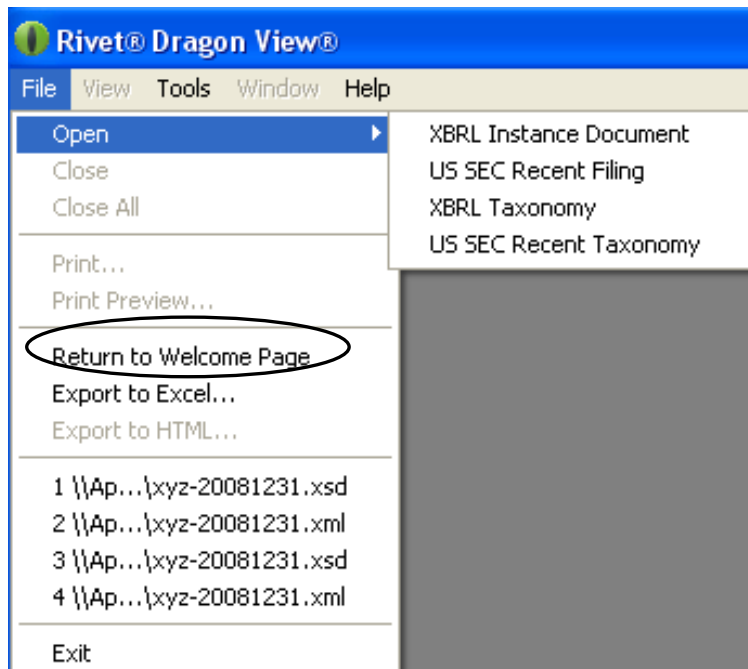 Rivet® Dragon View®
File View Tools Window Help
Open
Close
Close All
Print...
Print Preview...
Return to Welcome Page
Export to Excel...
Export to HTML...
1 \\Ap...\xyz-20081231.xsd
2 \\Ap...\xyz-20081231.xml
3 \\Ap...\xyz-20081231.xsd
4 \\Ap...\xyz-20081231.xml
Exit
XBRL Instance Document
US SEC Recent Filing
XBRL Taxonomy
US SEC Recent Taxonomy